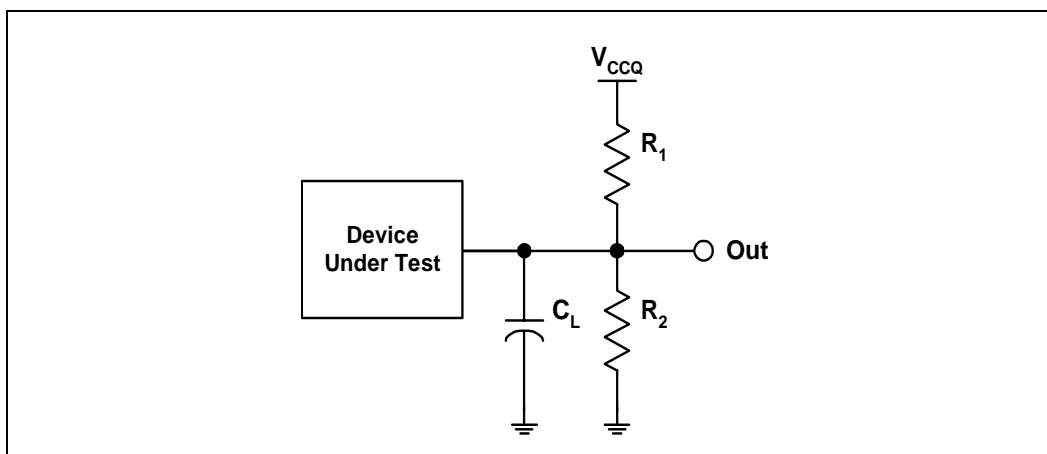 V_CCQ
R_1
Device
Under Test
Out
C_L
R_2